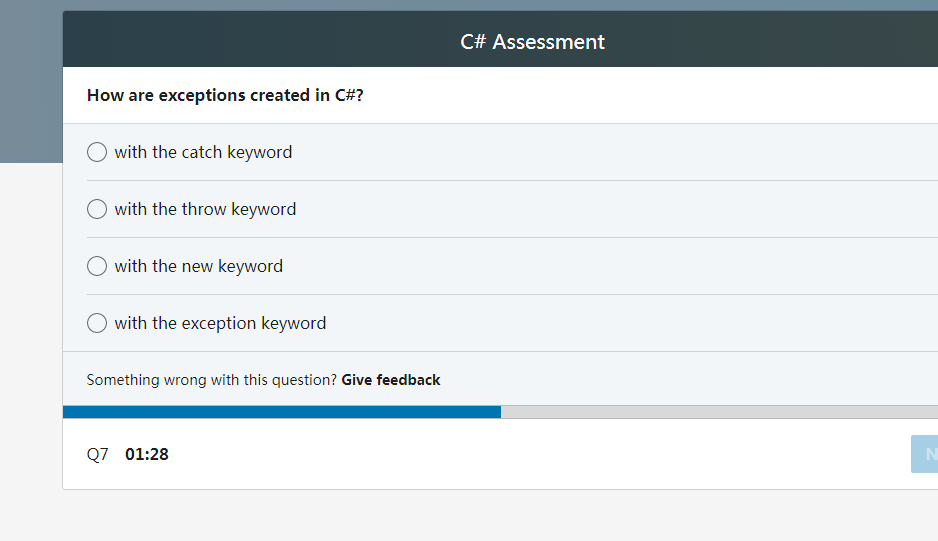 C# Assessment
How are exceptions created in C#?
with the catch keyword
with the throw keyword
with the new keyword
with the exception keyword
Something wrong with this question? Give feedback
Q7 01:28
N